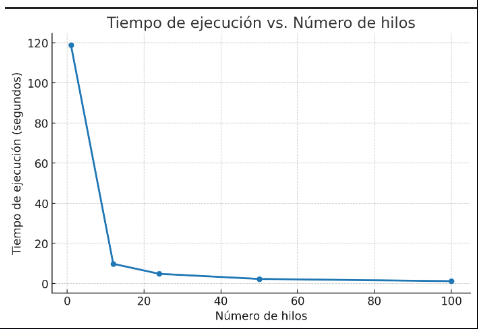 Tiempo de ejecución vs. Número de hilos
120
100
80
60
40
20
0
Tiempo de ejecución (segundos)
0 20 40 60 80 100
Número de hilos